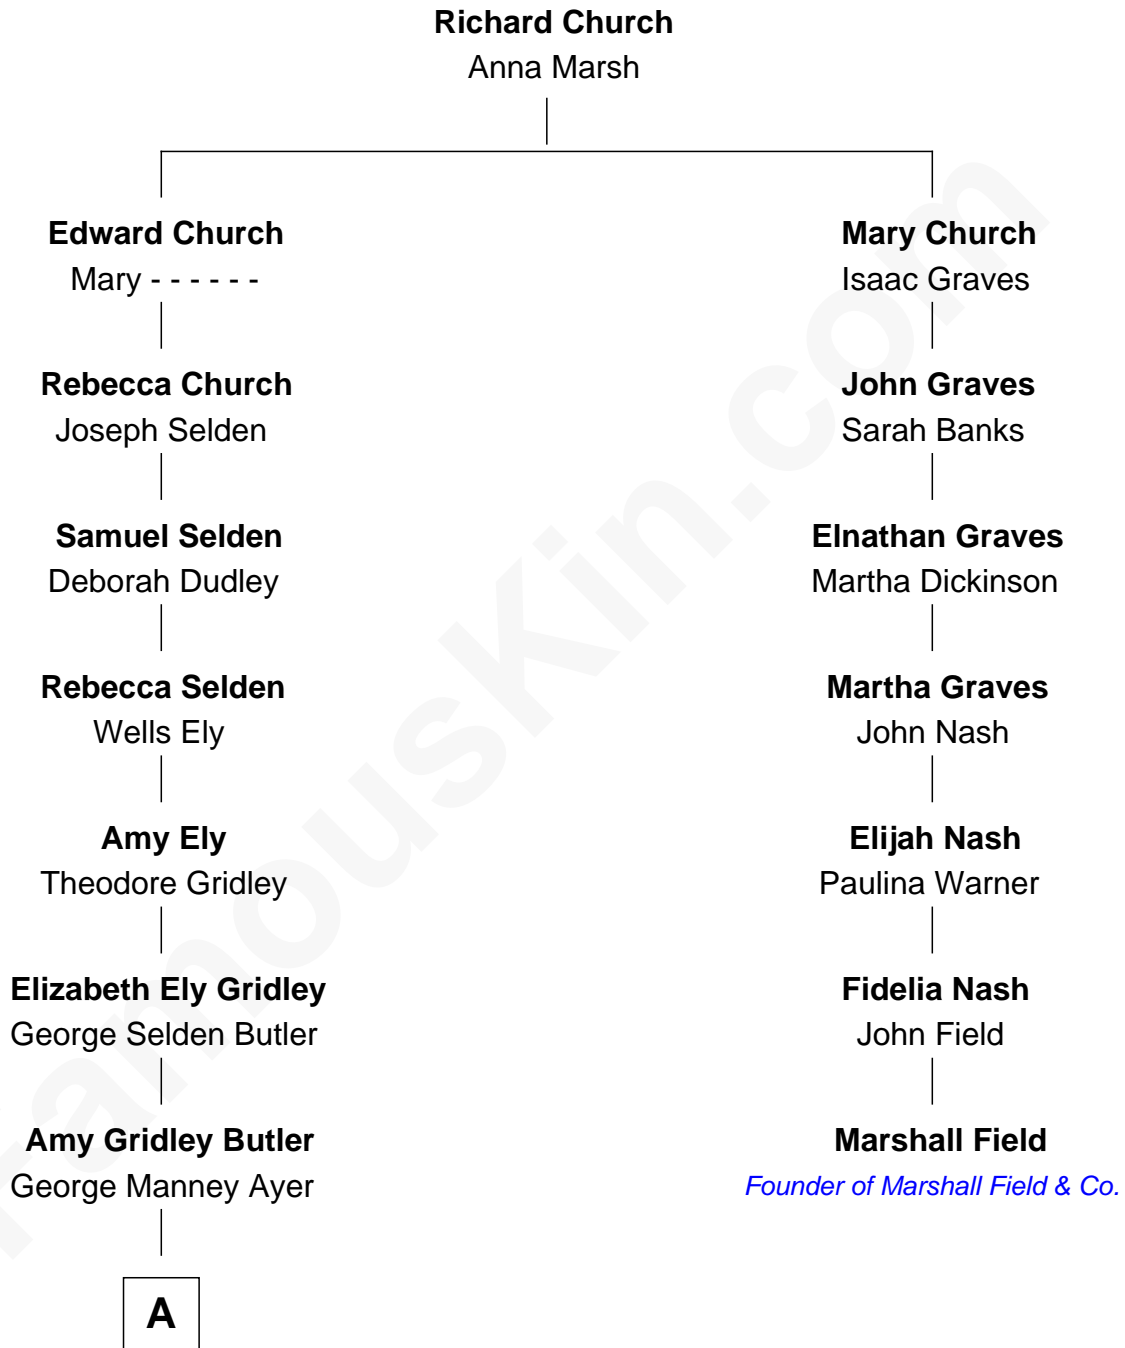 Richard Church
Anna Marsh
Edward Church
Mary - - - - - -
Mary Church
Isaac Graves
Rebecca Church
Joseph Selden
John Graves
Sarah Banks
Samuel Selden
Deborah Dudley
Elnathan Graves
Martha Dickinson
Rebecca Selden
Wells Ely
Martha Graves
John Nash
Amy Ely
Theodore Gridley
Elijah Nash
Paulina Warner
Elizabeth Ely Gridley
George Selden Butler
Fidelia Nash
John Field
Amy Gridley Butler
George Manney Ayer
Marshall Field
Founder of Marshall Field & Co.
A
FamousKin.com